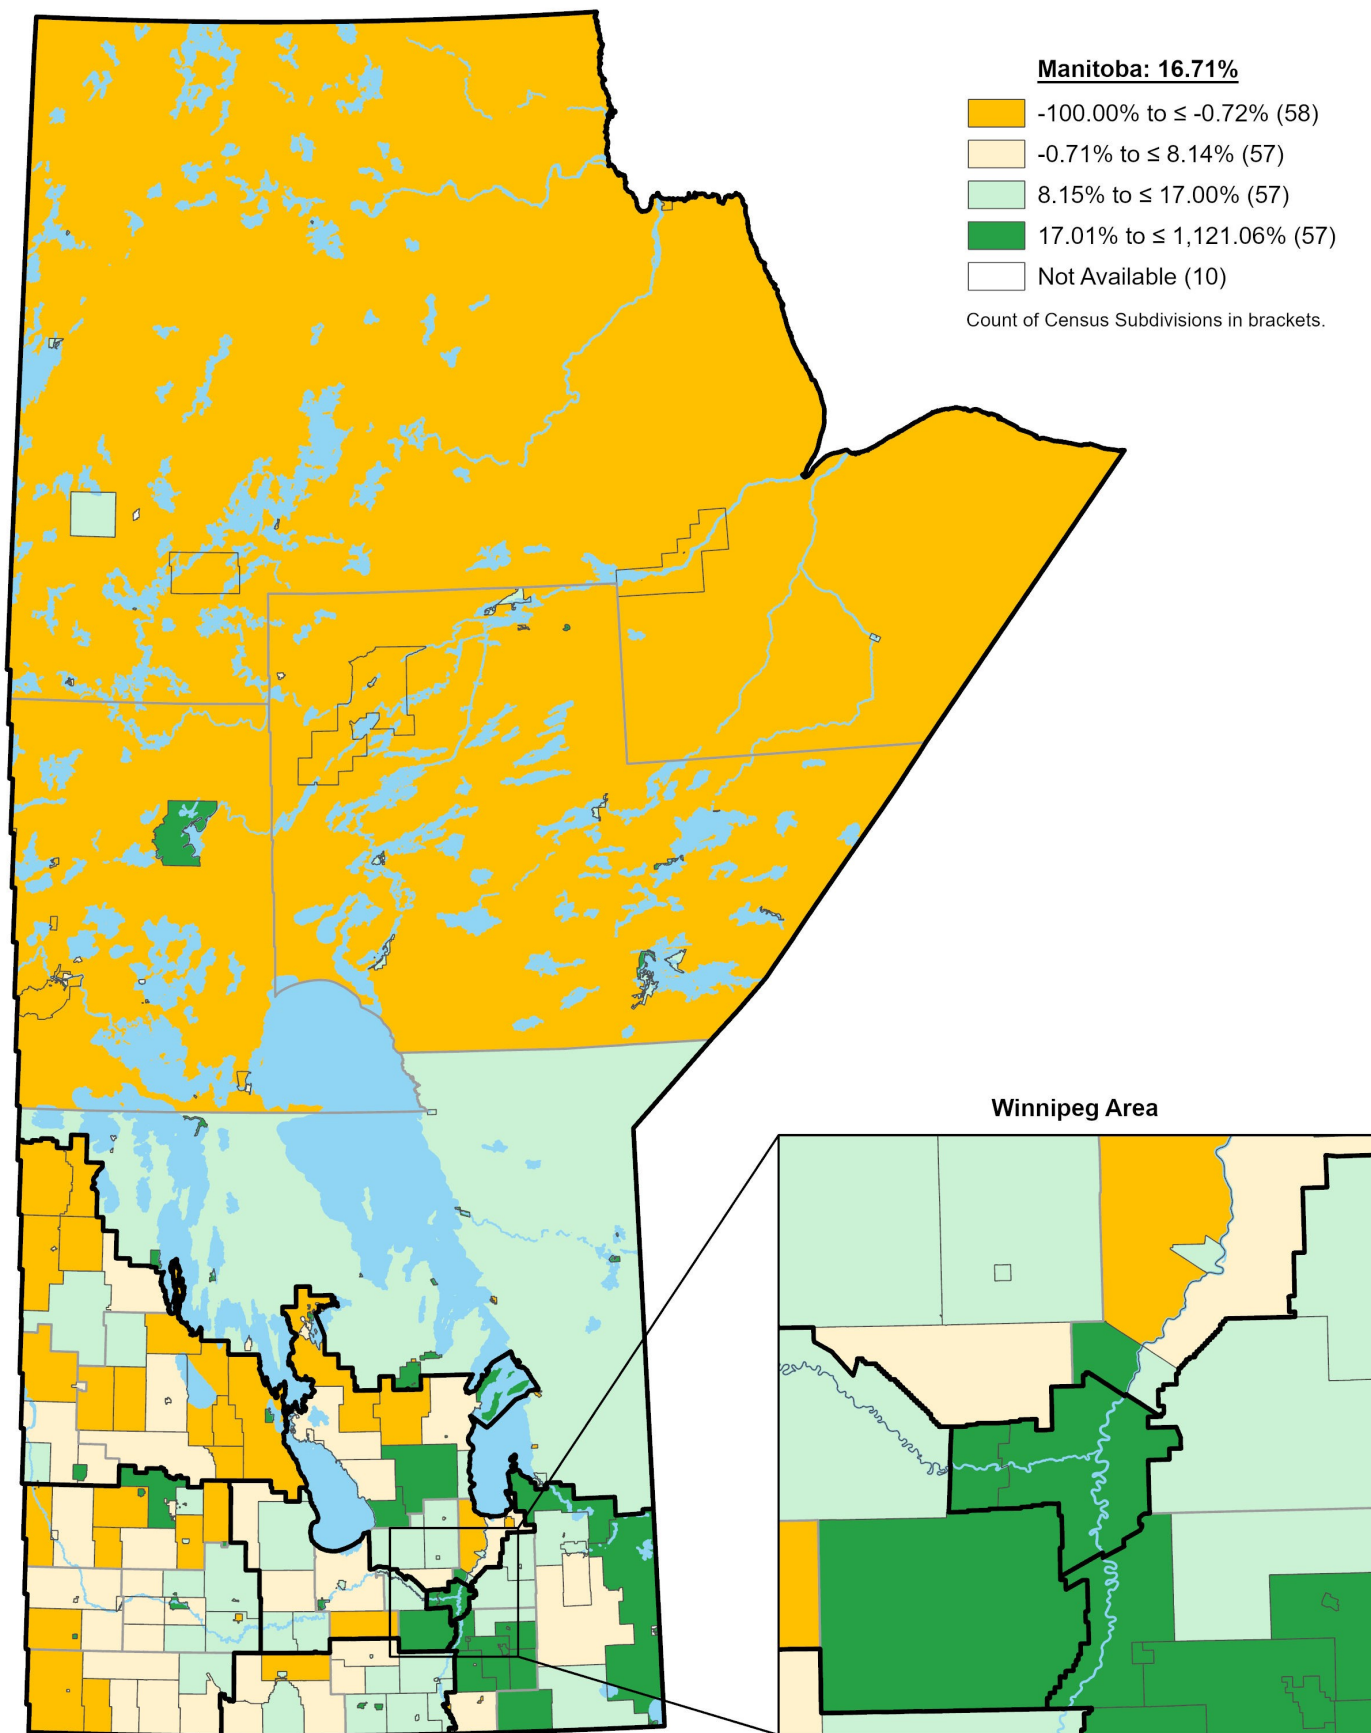 Manitoba: 16.71%
-100.00% to ≤ -0.72% (58)
-0.71% to ≤ 8.14% (57)
8.15% to ≤ 17.00% (57)
17.01% to ≤ 1,121.06% (57)
Not Available (10)
Count of Census Subdivisions in brackets.
Winnipeg Area